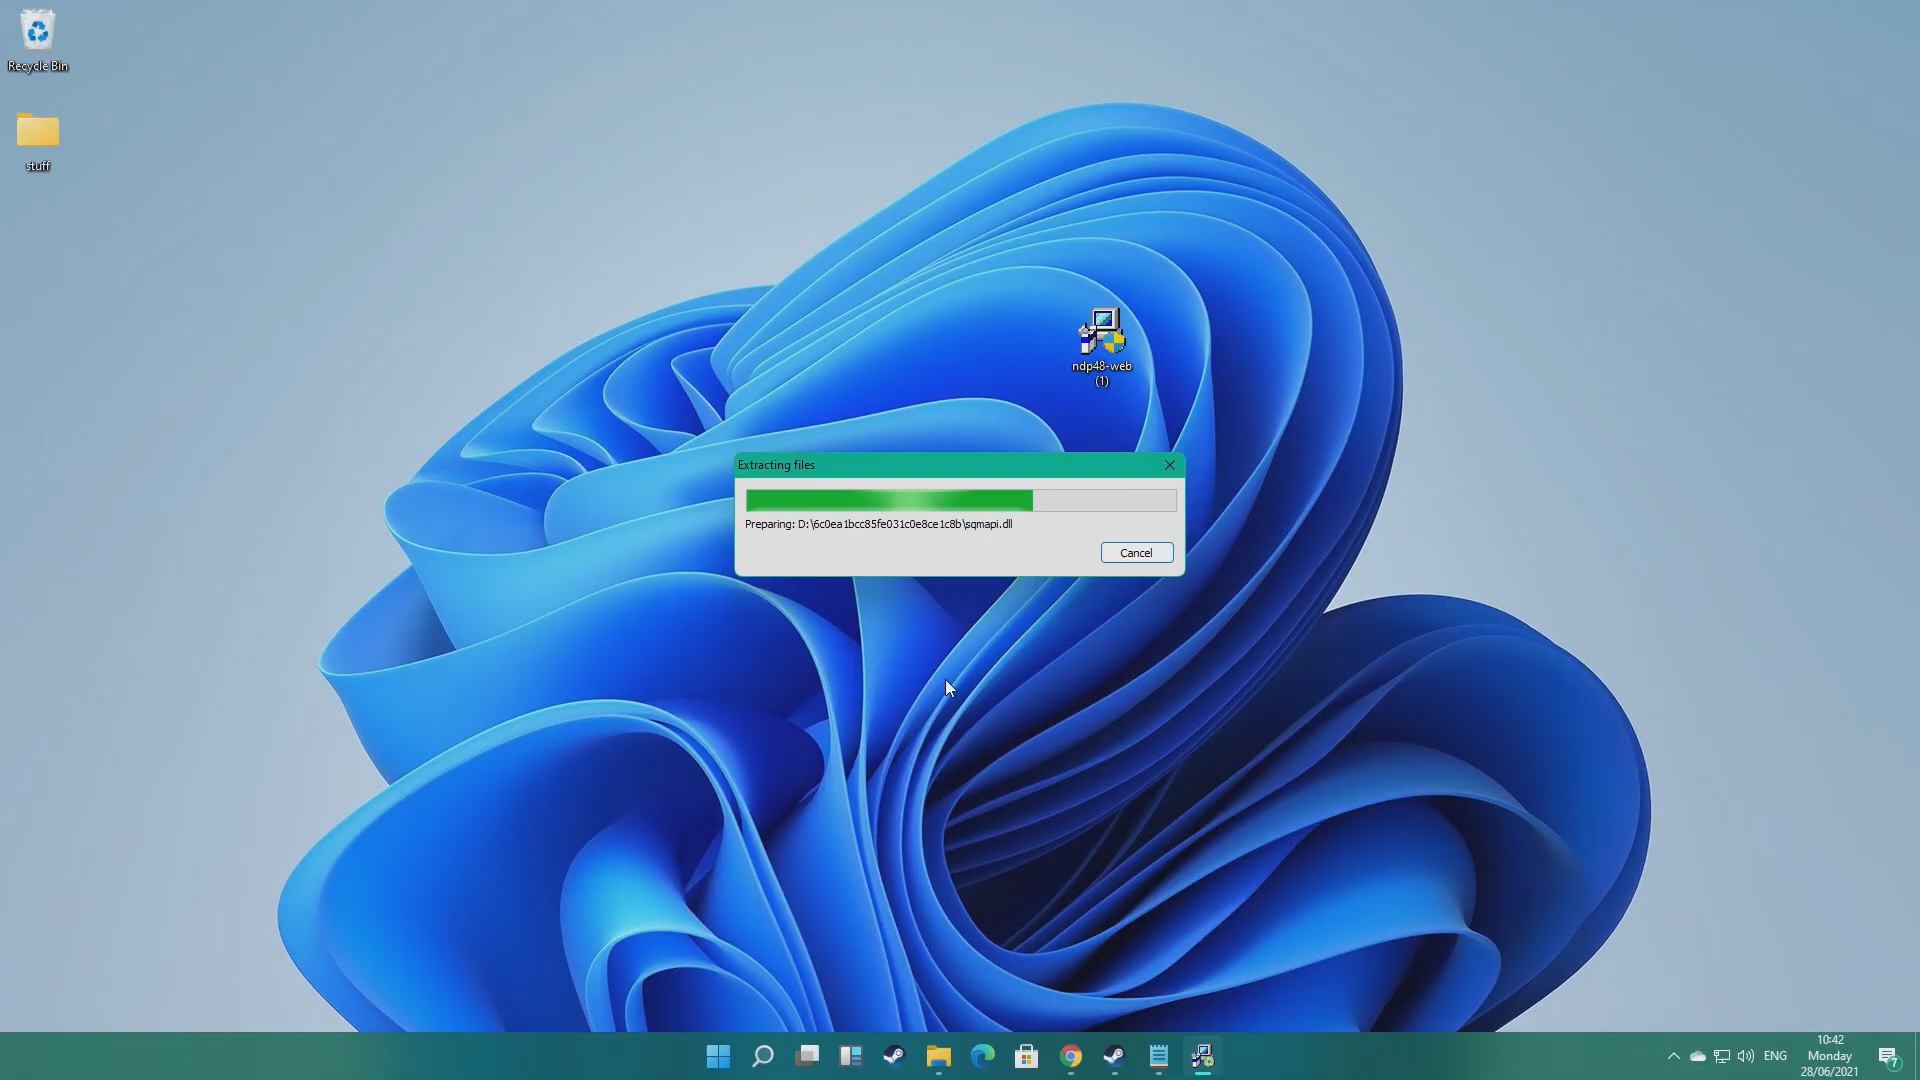 Recycle Bin
stuff
ndp48-web
(1)
Extracting files
Preparing: D:\6c0ea1bcc85fe031c0e8ce1c8b\sqmapi.dll
Cancel
ENG
10:42
Monday
28/06/2021
7